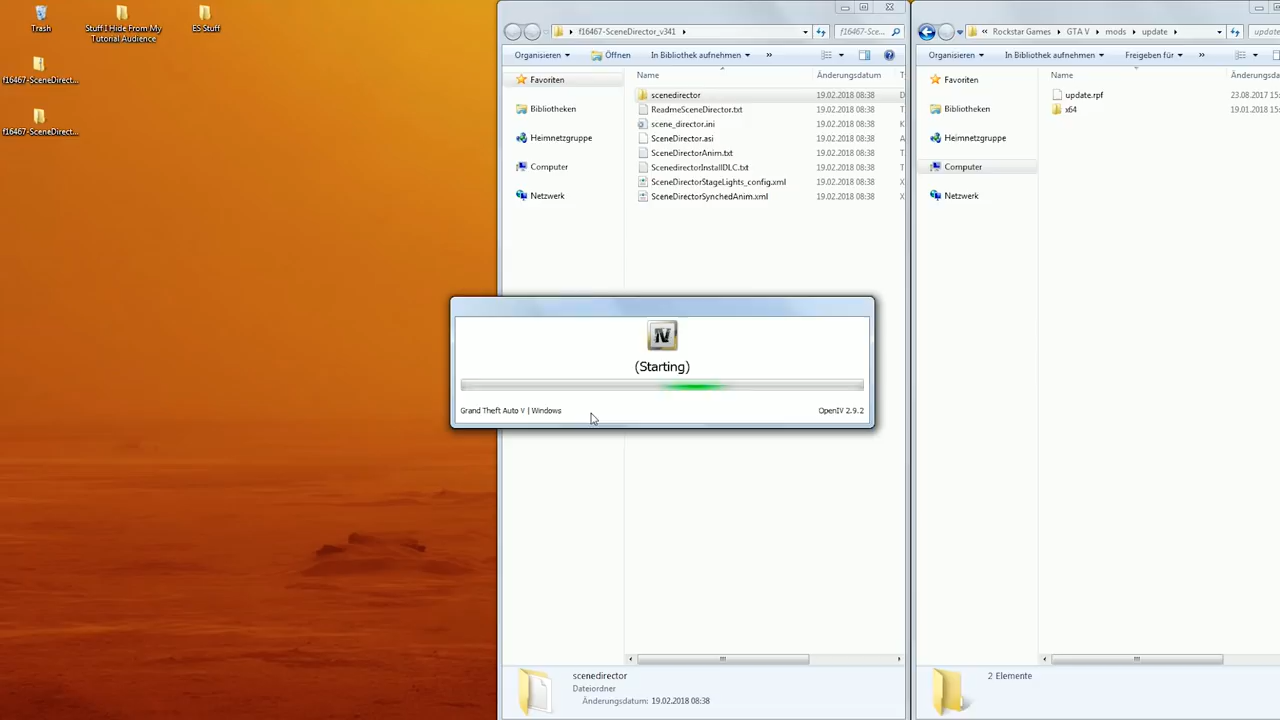 Trash
Stuff I Hide From My
Tutorial Audience
ES Stuff
f16467-SceneDirect...
f16467-SceneDirect...
f16467-SceneDirector_v341
f16467-Sce...
Organisieren
Öffnen
In Bibliothek aufnehmen
»
Favoriten
Bibliotheken
Heimnetzgruppe
Computer
Netzwerk
Name
Änderungsdatum
T
scenedirector
19.02.2018 08:38
D
ReadmeSceneDirector.txt
19.02.2018 08:38
T
scene_director.ini
19.02.2018 08:38
K
SceneDirector.asi
19.02.2018 08:38
A
SceneDirectorAnim.txt
19.02.2018 08:38
T
ScenedirectorInstallDLC.txt
19.02.2018 08:38
T
SceneDirectorStageLights_config.xml
19.02.2018 08:38
X
SceneDirectorSynchedAnim.xml
19.02.2018 08:38
X
IV
(Starting)
Grand Theft Auto V | Windows
OpenIV 2.9.2
scenedirector
Dateiordner
Änderungsdatum: 19.02.2018 08:38
« Rockstar Games
GTA V
mods
update
update
Organisieren
In Bibliothek aufnehmen
Freigeben für
»
Favoriten
Bibliotheken
Heimnetzgruppe
Computer
Netzwerk
Name
Änderungsdatum
update.rpf
23.08.2017 15:
x64
19.01.2018 15:
2 Elemente